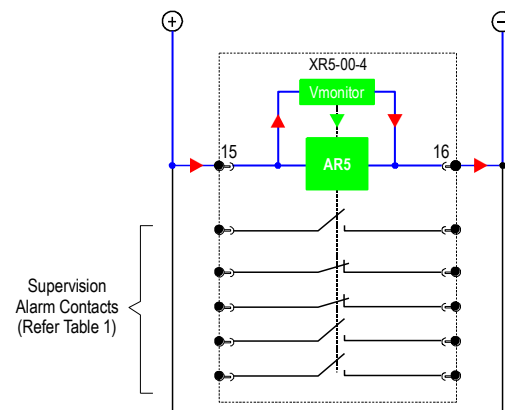 +
−
XR5-00-4
Vmonitor
15
AR5
16
Supervision
Alarm Contacts
(Refer Table 1)